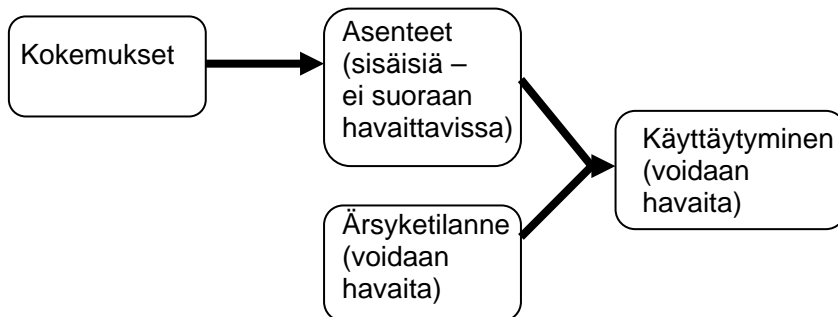 Kokemukset
Asenteet
(sisäisiä –
ei suoraan
havaittavissa)
Käyttäytyminen
(voidaan
havaita)
Ärsyketilanne
(voidaan
havaita)